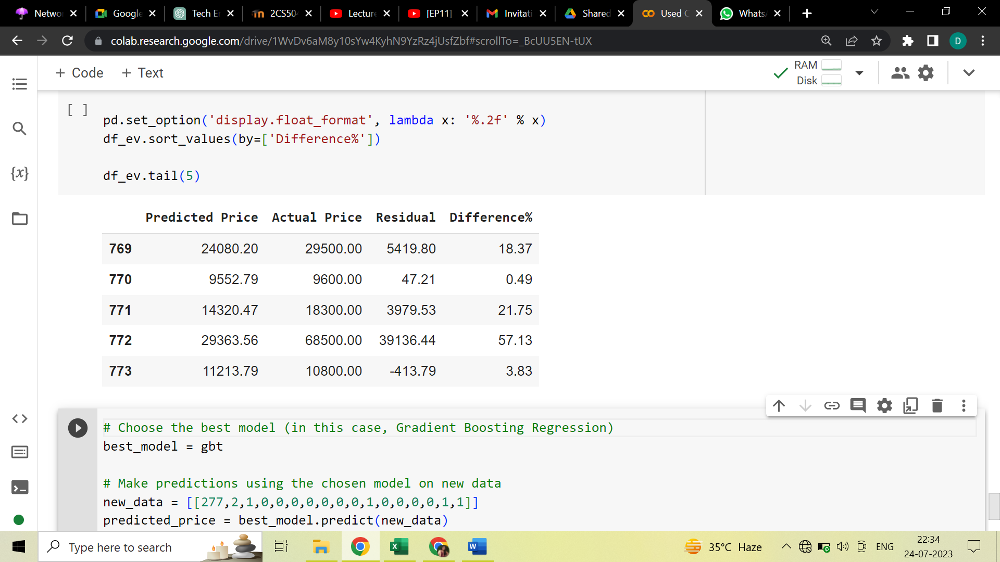 Netwo
Google
Tech E
2CS50
Lectur
[EP11]
Invitati
Shared
Used C
Whats
colab.research.google.com/drive/1WvDv6aM8y10sYw4KyhN9YzRz4jUsfZbf#scrollTo=_BcUU5EN-tUX
D
+ Code + Text
RAM
Disk
[ ]
{x}
pd.set_option('display.float_format', lambda x: '%.2f' % x)
df_ev.sort_values(by=['Difference%'])
df_ev.tail(5)
Predicted Price Actual Price Residual Difference%
769 24080.20 29500.00 5419.80 18.37
770 9552.79 9600.00 47.21 0.49
771 14320.47 18300.00 3979.53 21.75
772 29363.56 68500.00 39136.44 57.13
773 11213.79 10800.00 -413.79 3.83
# Choose the best model (in this case, Gradient Boosting Regression)
best_model = gbt
# Make predictions using the chosen model on new data
new_data = [[277,2,1,0,0,0,0,0,0,0,1,0,0,0,0,1,1]]
predicted_price = best_model.predict(new_data)
Type here to search
35°C Haze
ENG
22:34
24-07-2023